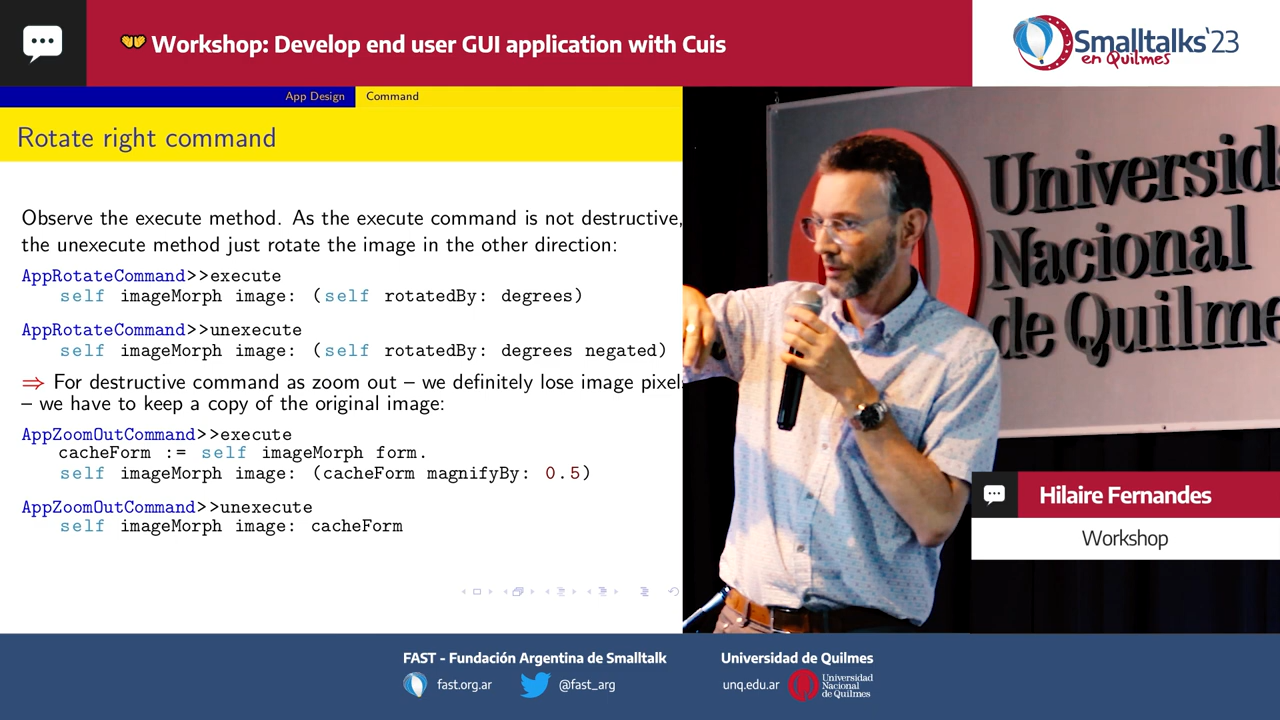 Workshop: Develop end user GUI application with Cuis
Smalltalks'23
en Quilmes
App Design
Command
Rotate right command
Observe the execute method. As the execute command is not destructive,
the unexecute method just rotate the image in the other direction:
AppRotateCommand>>execute
self imageMorph image: (self rotatedBy: degrees)
AppRotateCommand>>unexecute
self imageMorph image: (self rotatedBy: degrees negated)
⇒ For destructive command as zoom out – we definitely lose image pixels
– we have to keep a copy of the original image:
AppZoomOutCommand>>execute
cacheForm := self imageMorph form.
self imageMorph image: (cacheForm magnifyBy: 0.5)
AppZoomOutCommand>>unexecute
self imageMorph image: cacheForm
Universid
Nacional
de Quilme
Hilaire Fernandes
Workshop
FAST - Fundación Argentina de Smalltalk
fast.org.ar
@fast_arg
Universidad de Quilmes
unq.edu.ar
Universidad
Nacional
de Quilmes